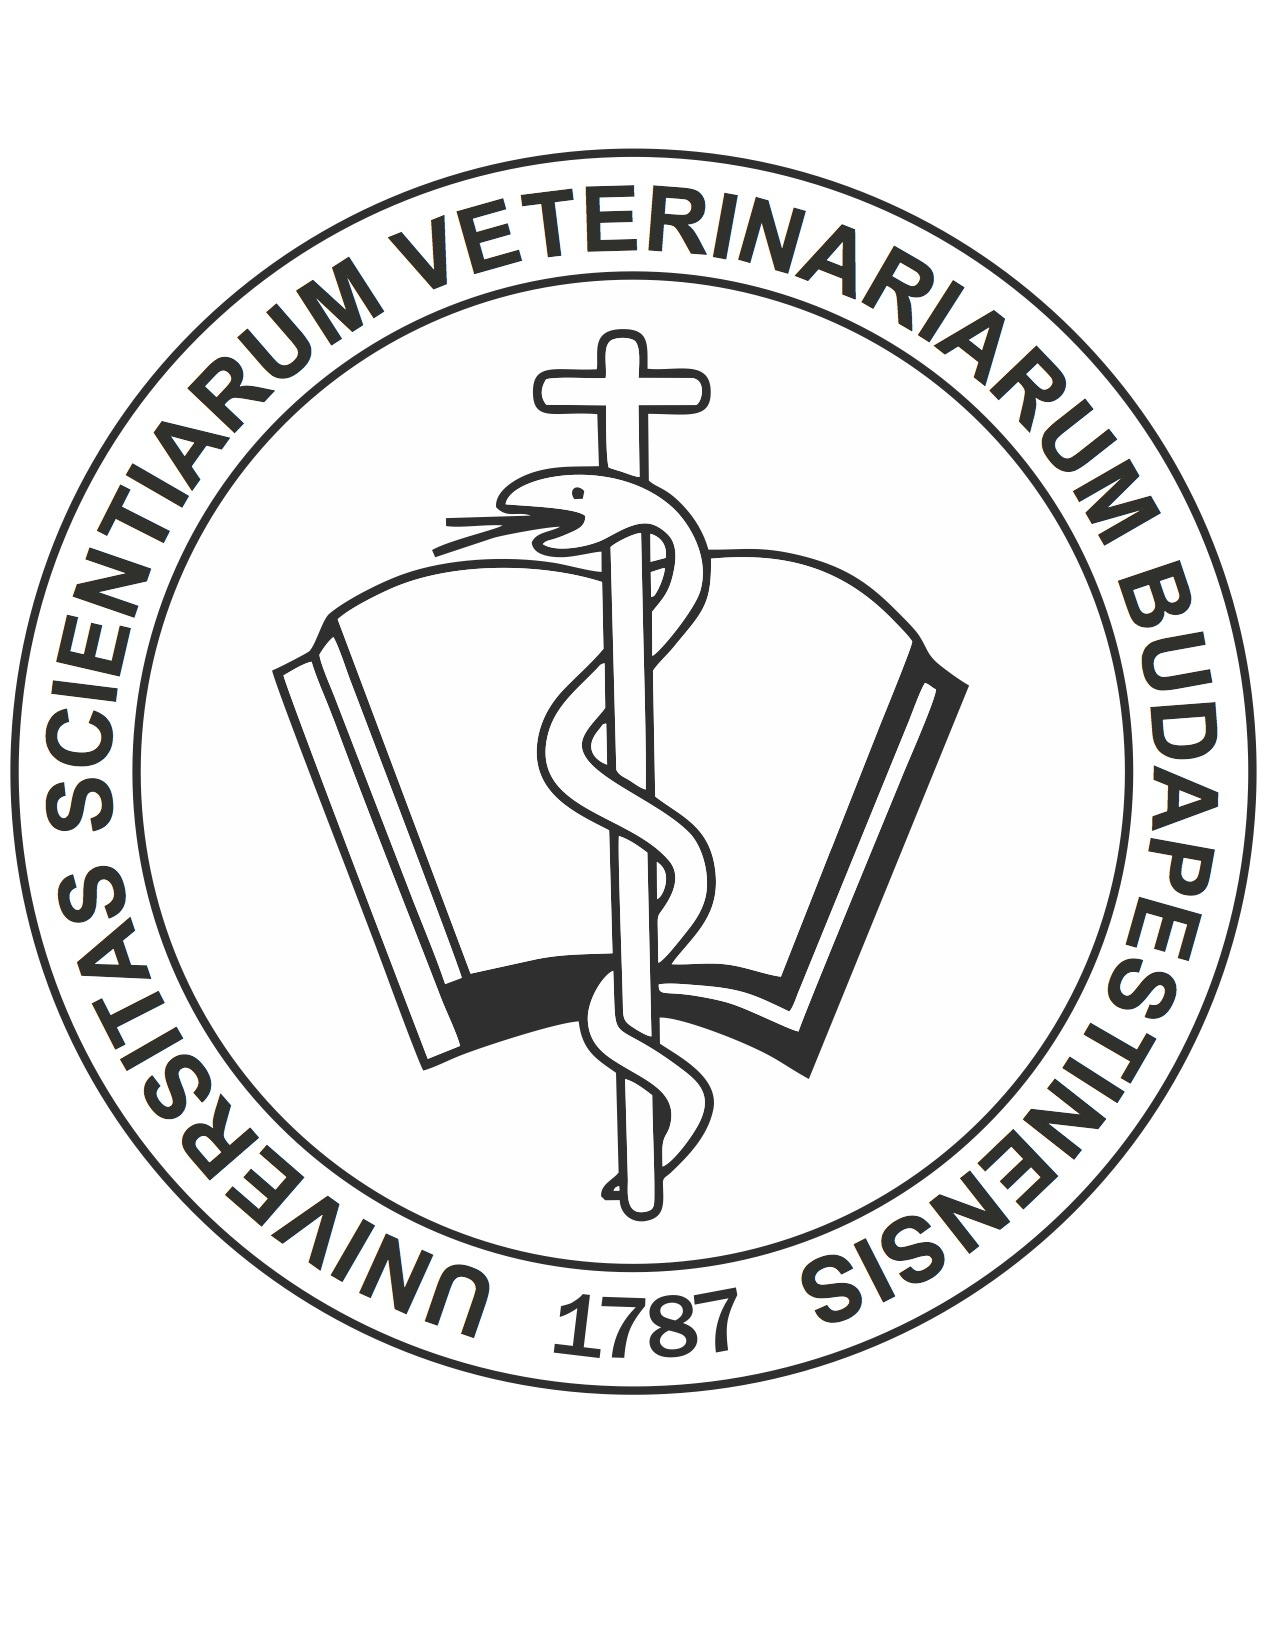 UNIVERSITAS SCIENTIARUM VETERINARIARUM BUDAPESTINENSIS
1787